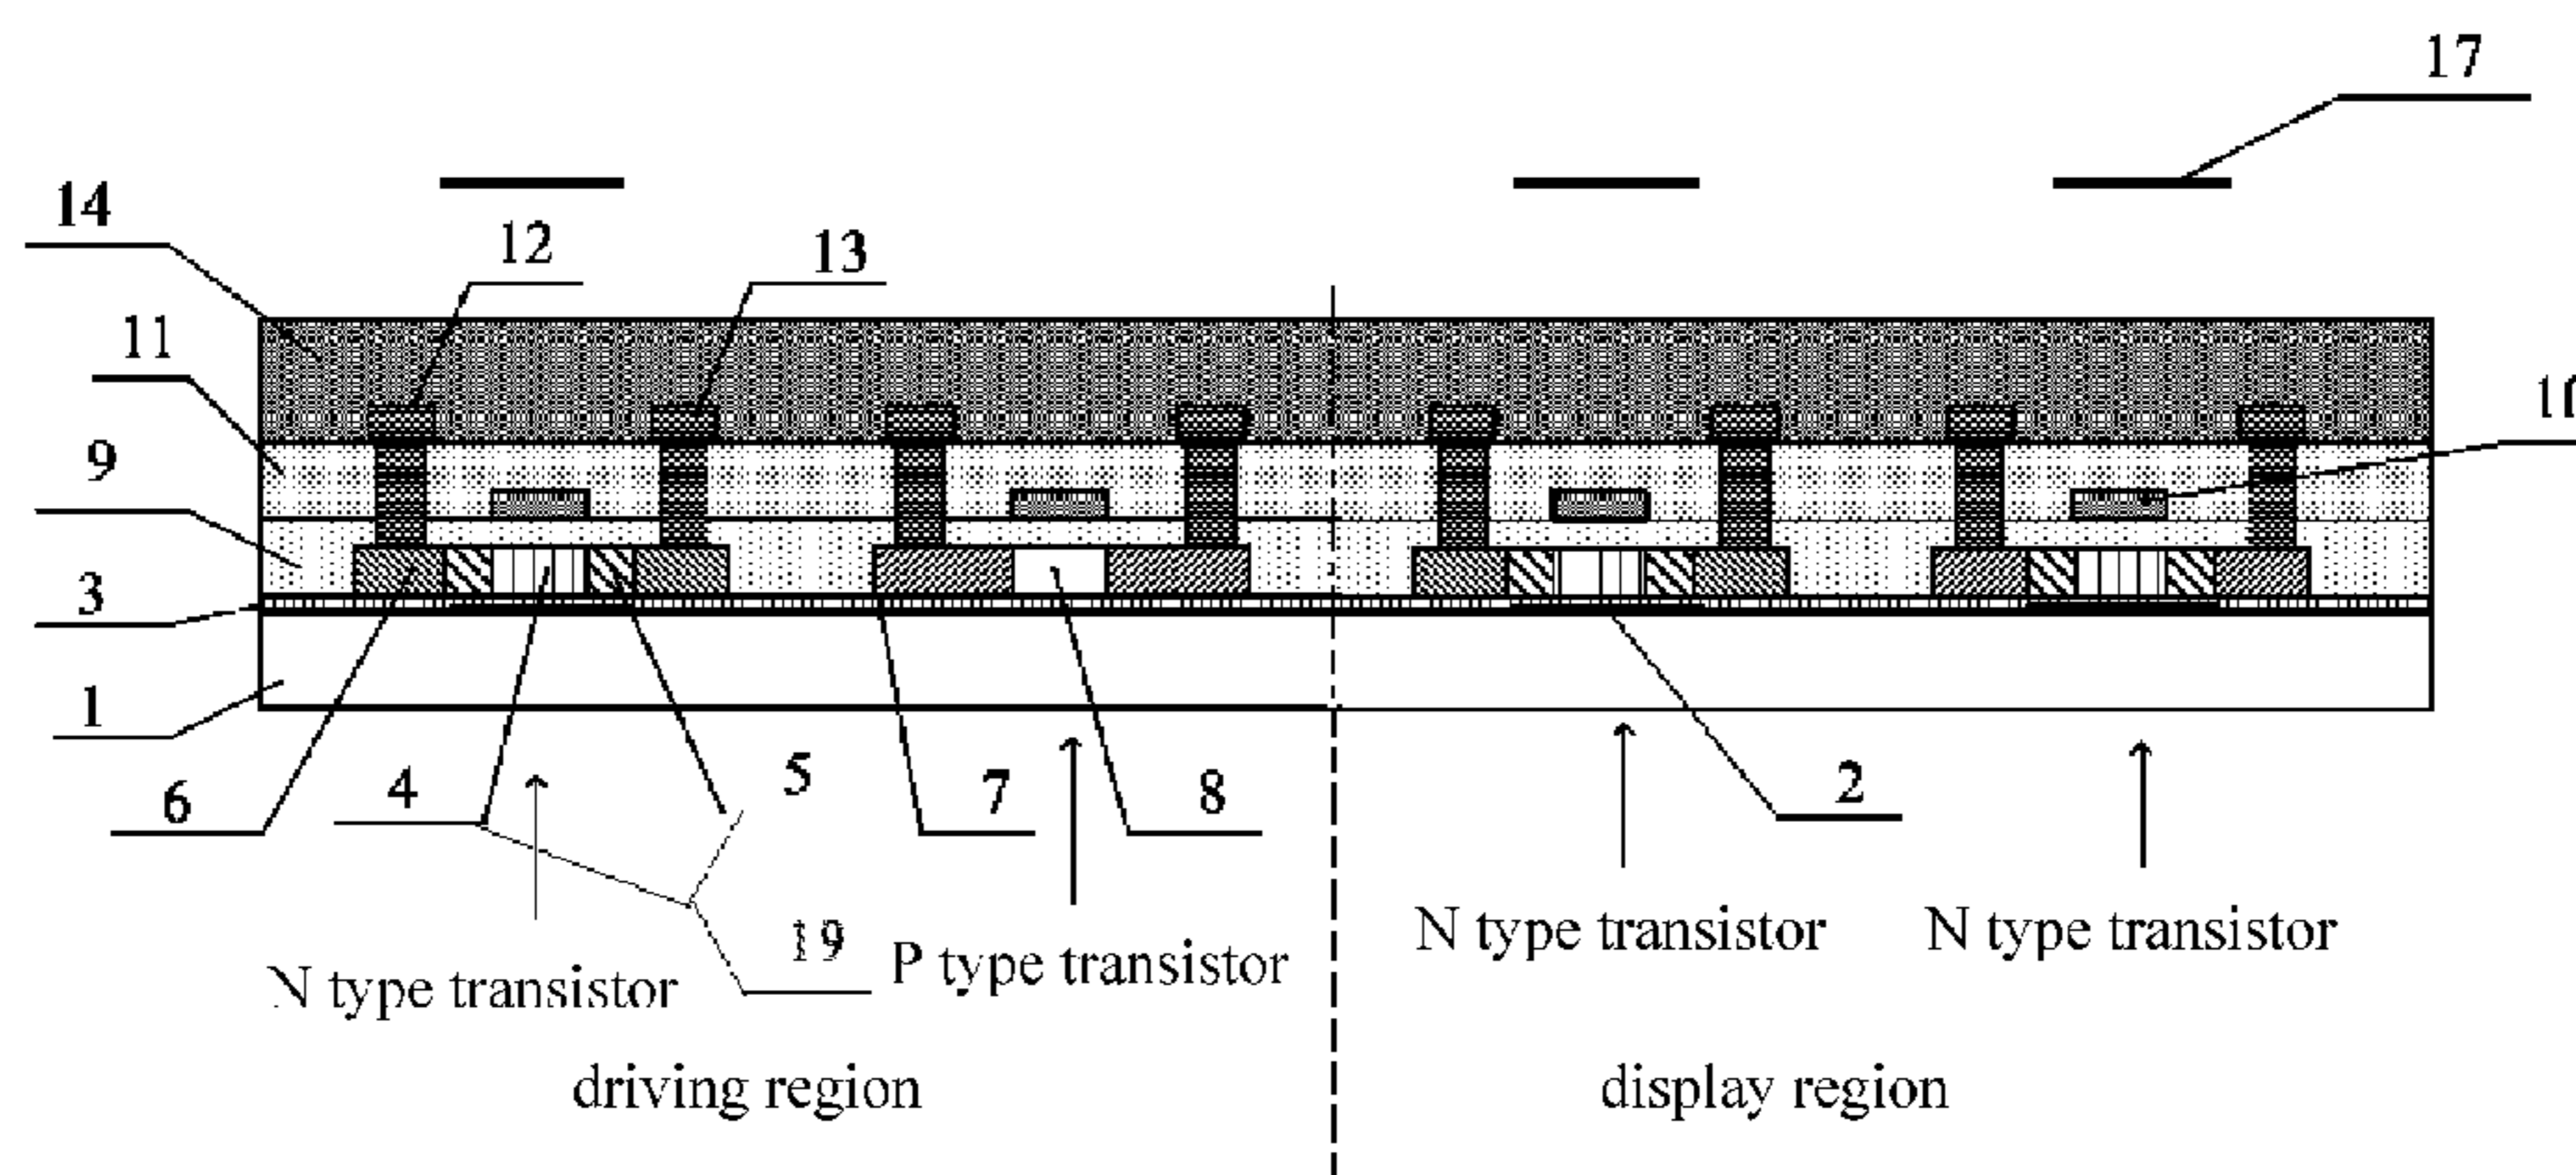 17
14
12
13
11
10
9
3
1
6
4
5
7
8
2
19
N type transistor
P type transistor
N type transistor
N type transistor
driving region
display region